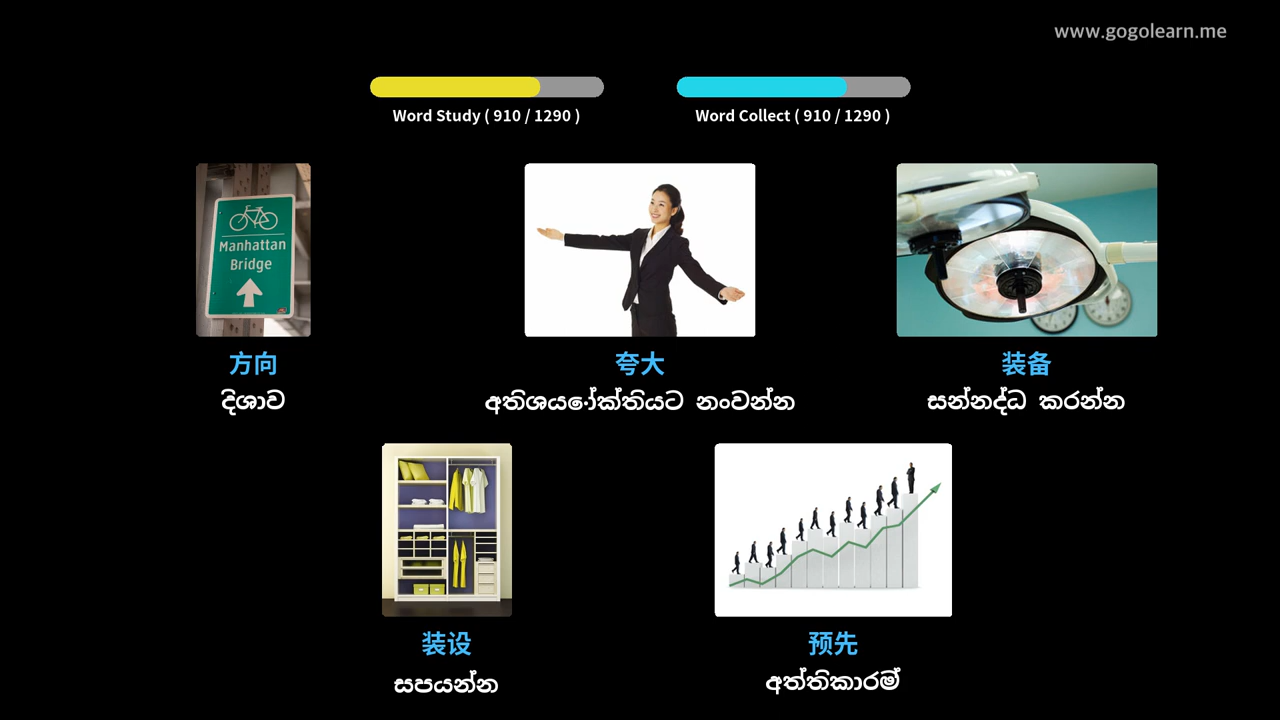 www.gogolearn.me
Word Study ( 910 / 1290 )
Word Collect ( 910 / 1290 )
Manhattan
Bridge
方向
දිශාව
夸大
අතිශයෝක්තියට නංවන්න
装备
සන්නද්ධ කරන්න
装设
සපයන්න
预先
අත්තිකාරම්